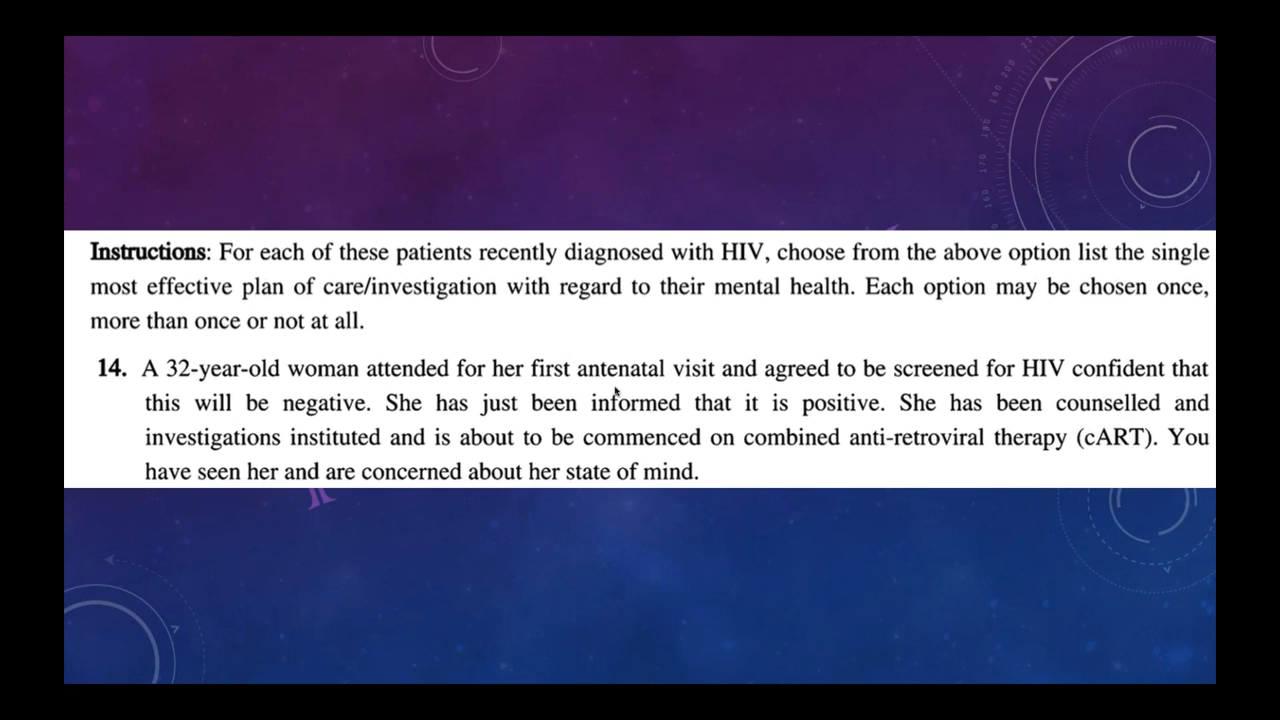 Instructions: For each of these patients recently diagnosed with HIV, choose from the above option list the single
most effective plan of care/investigation with regard to their mental health. Each option may be chosen once,
more than once or not at all.
14. A 32-year-old woman attended for her first antenatal visit and agreed to be screened for HIV confident that
this will be negative. She has just been informed that it is positive. She has been counselled and
investigations instituted and is about to be commenced on combined anti-retroviral therapy (cART). You
have seen her and are concerned about her state of mind.